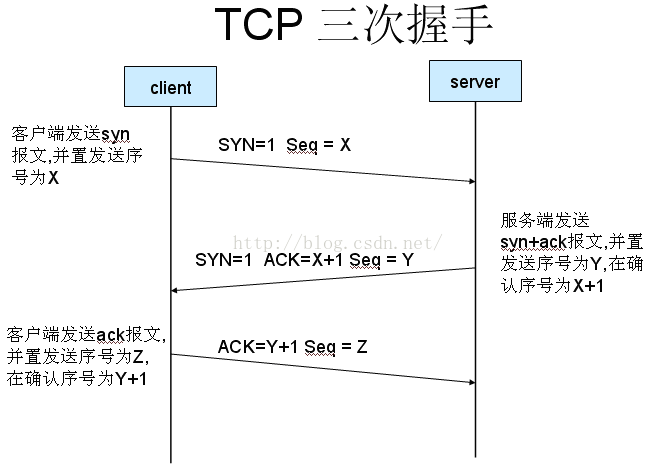 TCP 三次握手
client
server
客户端发送syn
报文,并置发送序
号为X
SYN=1 Seq = X
服务端发送
syn+ack报文,并置
发送序号为Y,在确
认序号为X+1
http://blog.csdn.net/
SYN=1 ACK=X+1 Seq = Y
客户端发送ack报文,
并置发送序号为Z,
在确认序号为Y+1
ACK=Y+1 Seq = Z